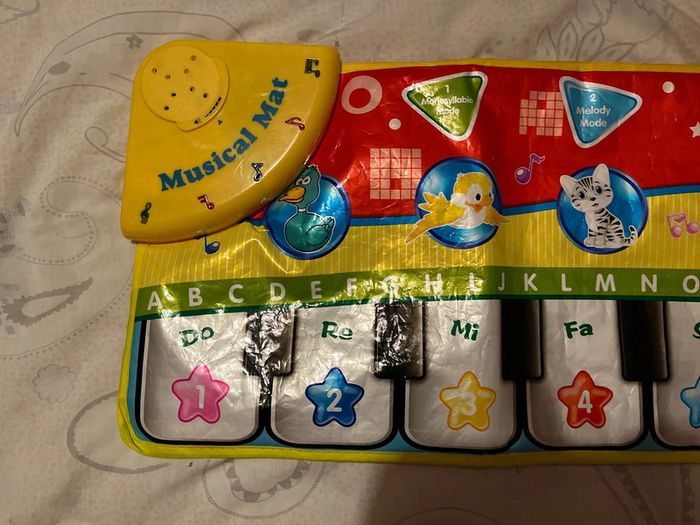 Musical Mat
1
Monosyllable
Mode
2
Melody
Mode
A B C D E F G H I J K L M N O
Do Re Mi Fa
1 2 3 4